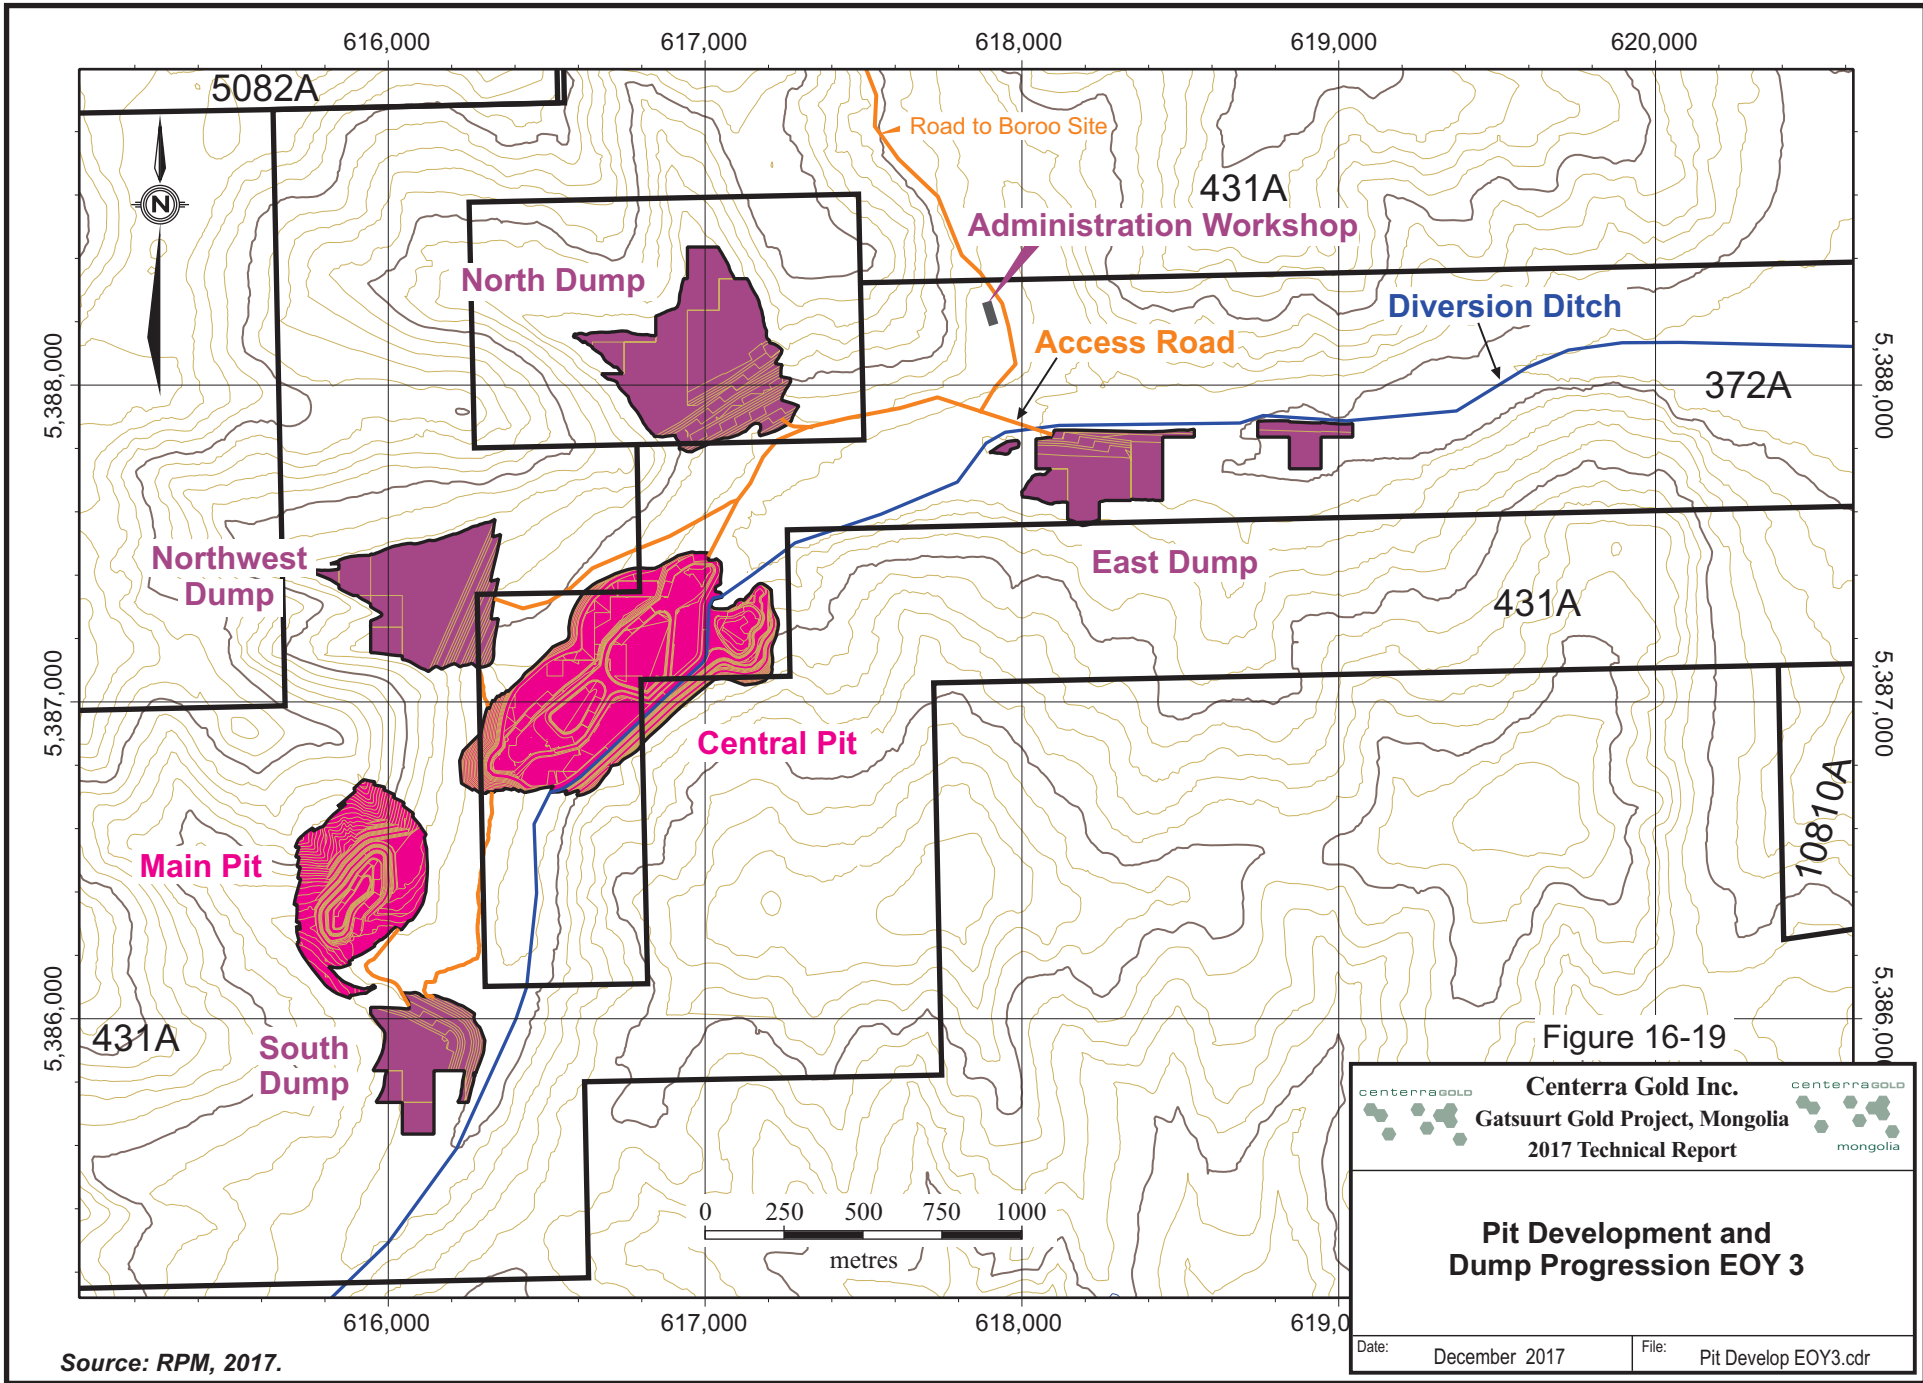 616,000
617,000
618,000
619,000
620,000
5082A
Road to Boroo Site
431A
Administration Workshop
North Dump
Diversion Ditch
Access Road
5,388,000
5,388,000
372A
Northwest
Dump
East Dump
431A
5,387,000
5,387,000
Central Pit
10810A
Main Pit
5,386,000
5,386,000
431A
South
Dump
Figure 16-19
centerraGOLD
Centerra Gold Inc.
Gatsuurt Gold Project, Mongolia
2017 Technical Report
centerraGOLD
mongolia
0 250 500 750 1000
metres
Pit Development and
Dump Progression EOY 3
616,000
617,000
618,000
619,0
Date:
December 2017
File:
Pit Develop EOY3.cdr
Source: RPM, 2017.
N